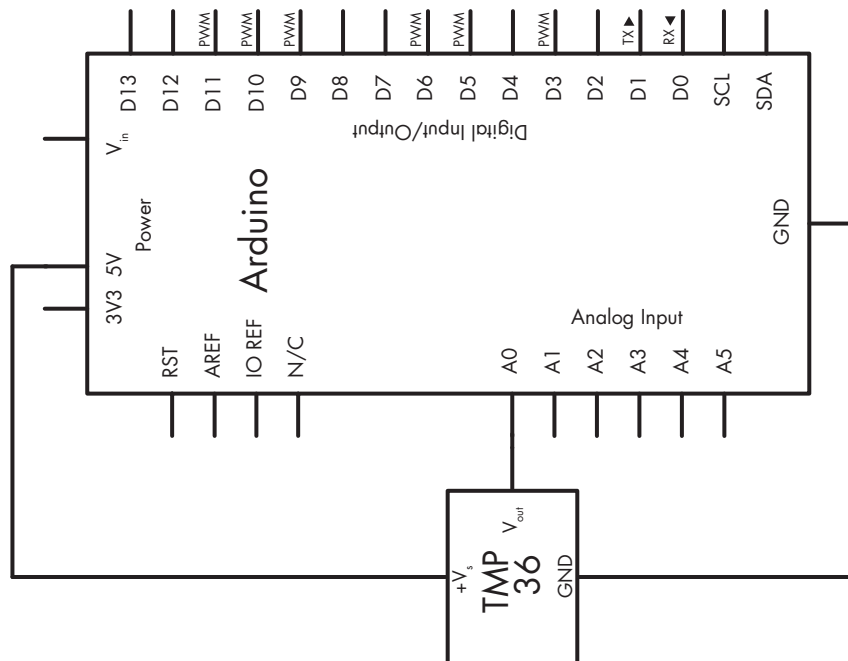 PWM
PWM
PWM
PWM
PWM
PWM
TX ▶
RX ◀
D13
D12
D11
D10
D9
D8
D7
D6
D5
D4
D3
D2
D1
D0
SCL
SDA
Digital Input/Output
Vin
Power
5V
3V3
Arduino
GND
Analog Input
RST
AREF
IO REF
N/C
A0
A1
A2
A3
A4
A5
Vout
+Vs
TMP
36
GND